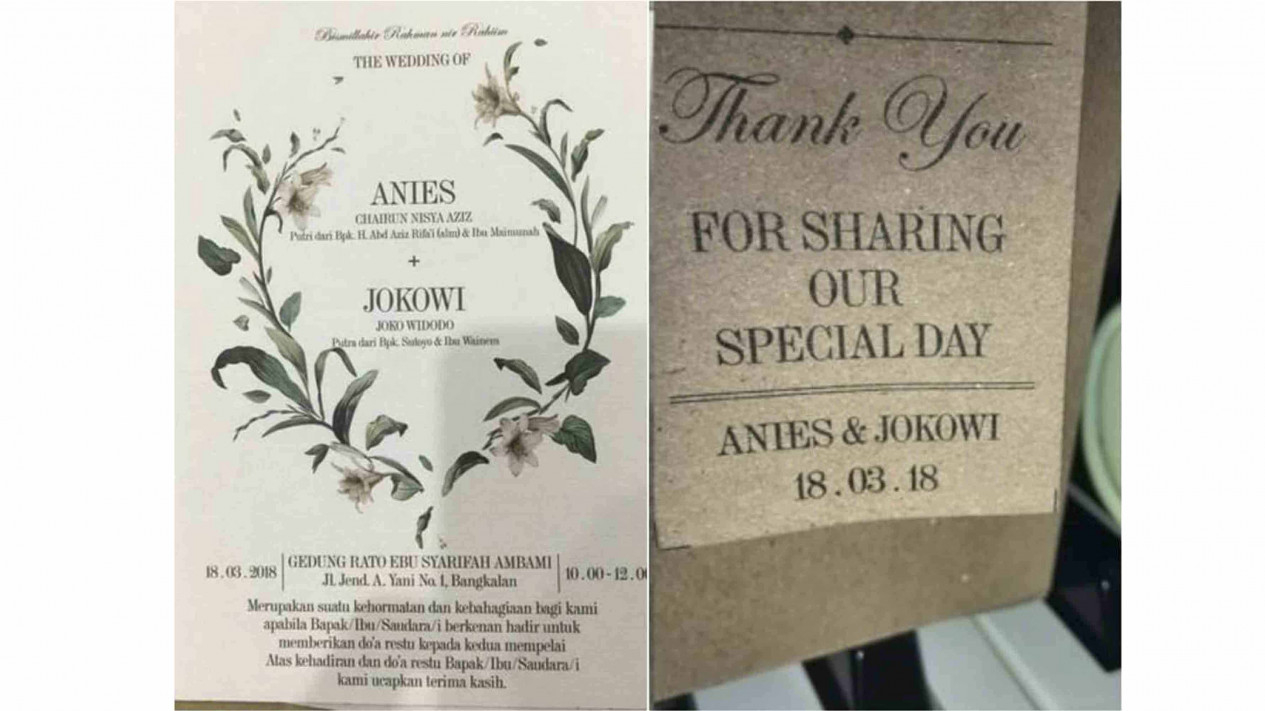 Bismillahir Rahman nir Rahiim
THE WEDDING OF
ANIES
CHAIRUN NISYA AZIZ
Putri dari Bpk. H. Abd Aziz Rifa'i (alm) & Ibu Maimunah
+
JOKOWI
JOKO WIDODO
Putra dari Bpk. Sutoyo & Ibu Wainem
18.03.2018
GEDUNG RATO EBU SYARIFAH AMBAMI
Jl. Jend. A. Yani No. 1, Bangkalan
10.00-12.00
Merupakan suatu kehormatan dan kebahagiaan bagi kami
apabila Bapak/Ibu/Saudara/i berkenan hadir untuk
memberikan do'a restu kepada kedua mempelai
Atas kehadiran dan do'a restu Bapak/Ibu/Saudara/i
kami ucapkan terima kasih.
Thank You
FOR SHARING
OUR
SPECIAL DAY
ANIES & JOKOWI
18.03.18